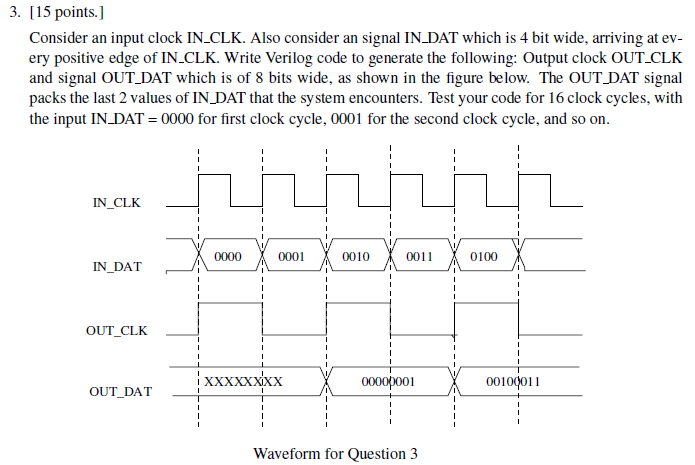 3. [15 points.]
Consider an input clock IN_CLK. Also consider an signal IN_DAT which is 4 bit wide, arriving at ev-
ery positive edge of IN_CLK. Write Verilog code to generate the following: Output clock OUT_CLK
and signal OUT_DAT which is of 8 bits wide, as shown in the figure below. The OUT_DAT signal
packs the last 2 values of IN_DAT that the system encounters. Test your code for 16 clock cycles, with
the input IN_DAT = 0000 for first clock cycle, 0001 for the second clock cycle, and so on.
IN_CLK
IN_DAT
0000 0001 0010 0011 0100
OUT_CLK
OUT_DAT
XXXXXXXX 00000001 00100011
Waveform for Question 3